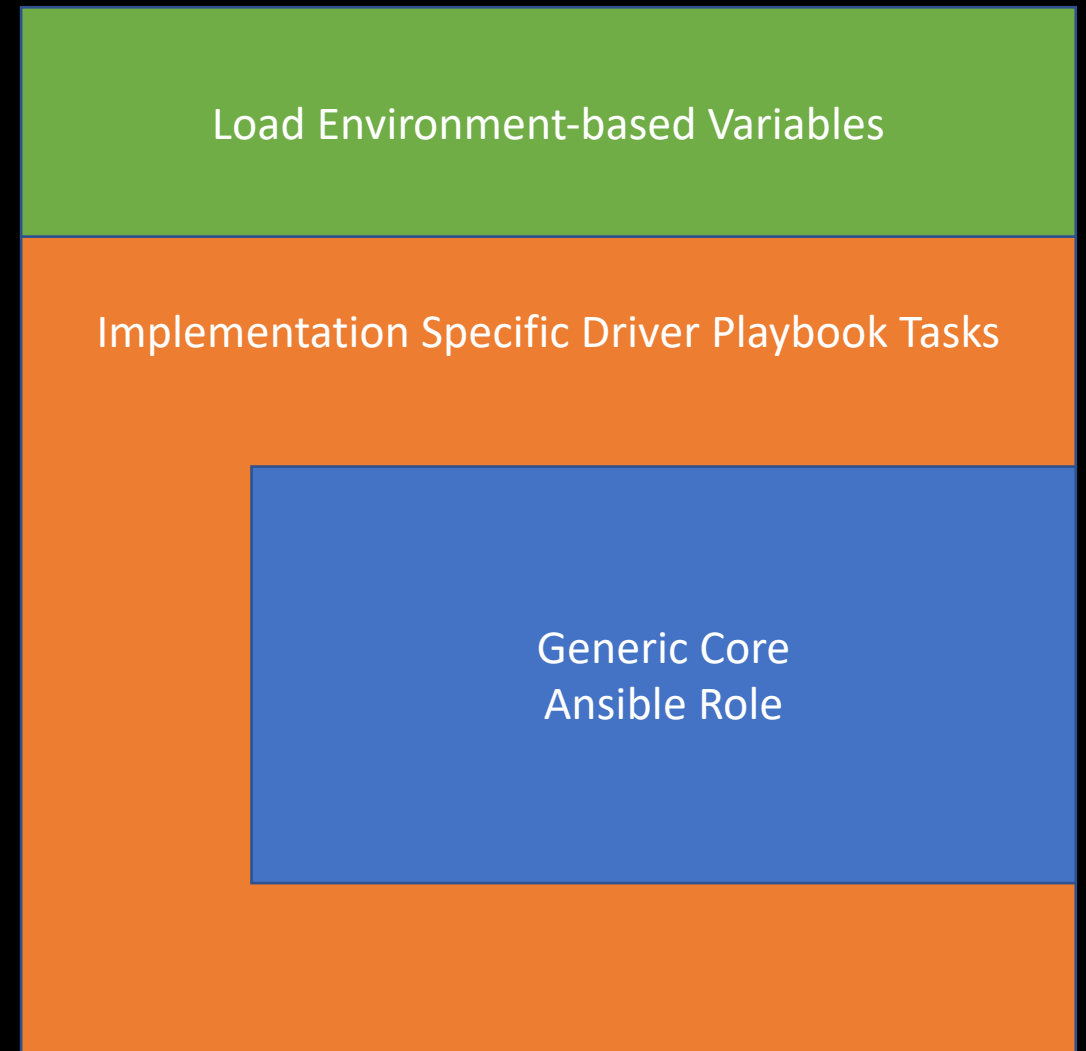 Load Environment-based Variables
Implementation Specific Driver Playbook Tasks
Generic Core
Ansible Role